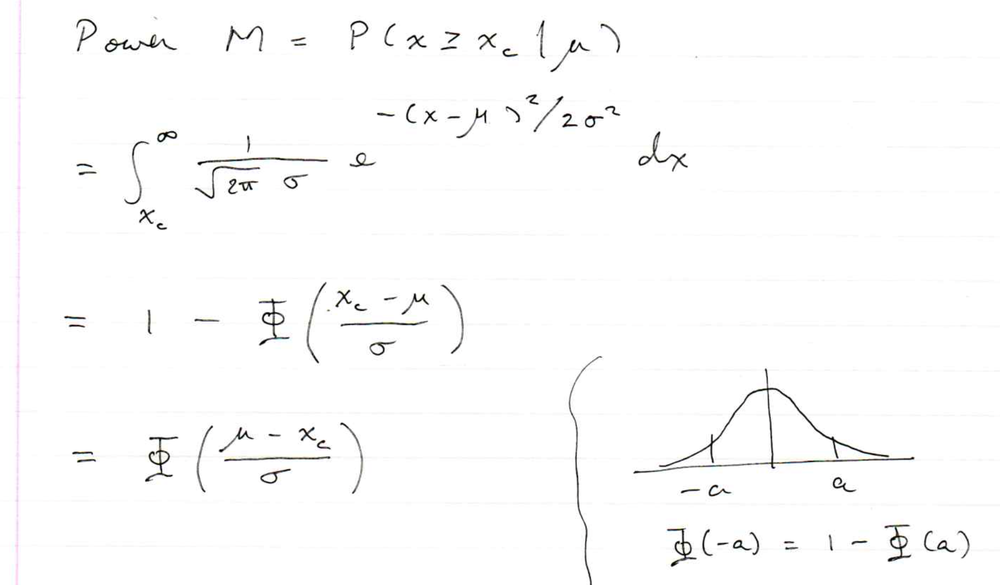 Power M = P(x ≥ x_c | μ)
= ∫_{x_c}^{∞} 1/(√(2π) σ) e^{-(x-μ)²/2σ²} dx
= 1 - Φ((x_c - μ)/σ)
= Φ((μ - x_c)/σ)
-a a
Φ(-a) = 1 - Φ(a)